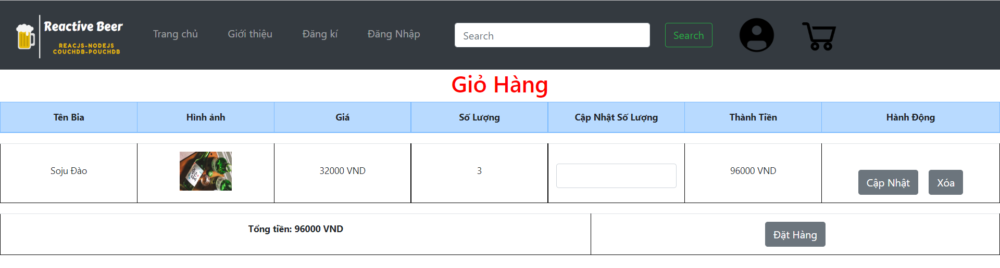 Reactive Beer
REACJS-NODEJS
COUCHDB-POUCHDB
Trang chủ
Giới thiệu
Đăng kí
Đăng Nhập
Search
Search
Giỏ Hàng
Tên Bia
Hình ảnh
Giá
Số Lượng
Cập Nhật Số Lượng
Thành Tiền
Hành Động
Soju Đào
32000 VND
3
96000 VND
Cập Nhật
Xóa
Tổng tiền: 96000 VND
Đặt Hàng